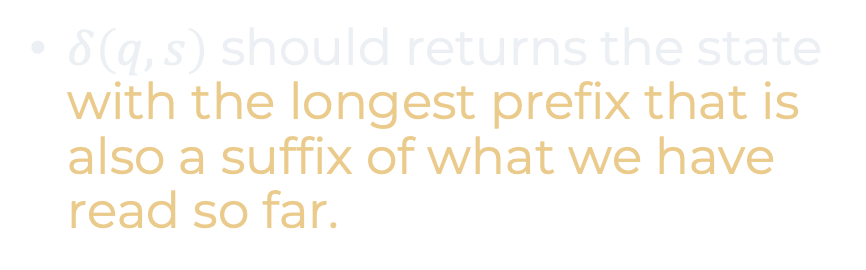 • 𝛿(𝑞, 𝑠) should returns the state
with the longest prefix that is
also a suffix of what we have
read so far.